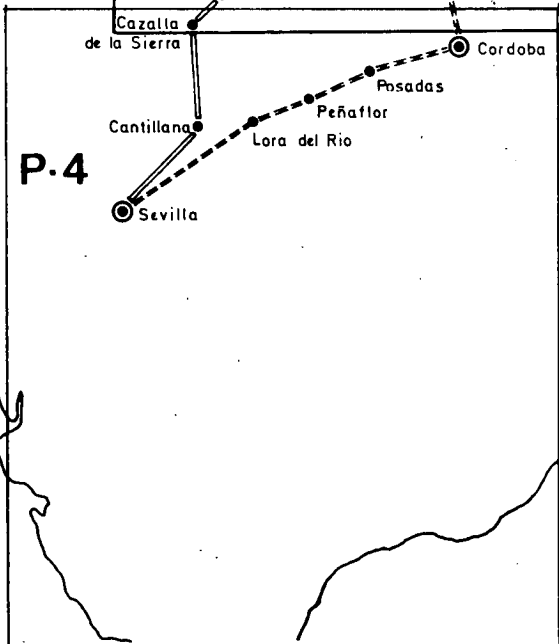 Cazalla
de la Sierra
Cordoba
Posadas
Peñaflor
Cantillana
Lora del Rio
P.4
Sevilla